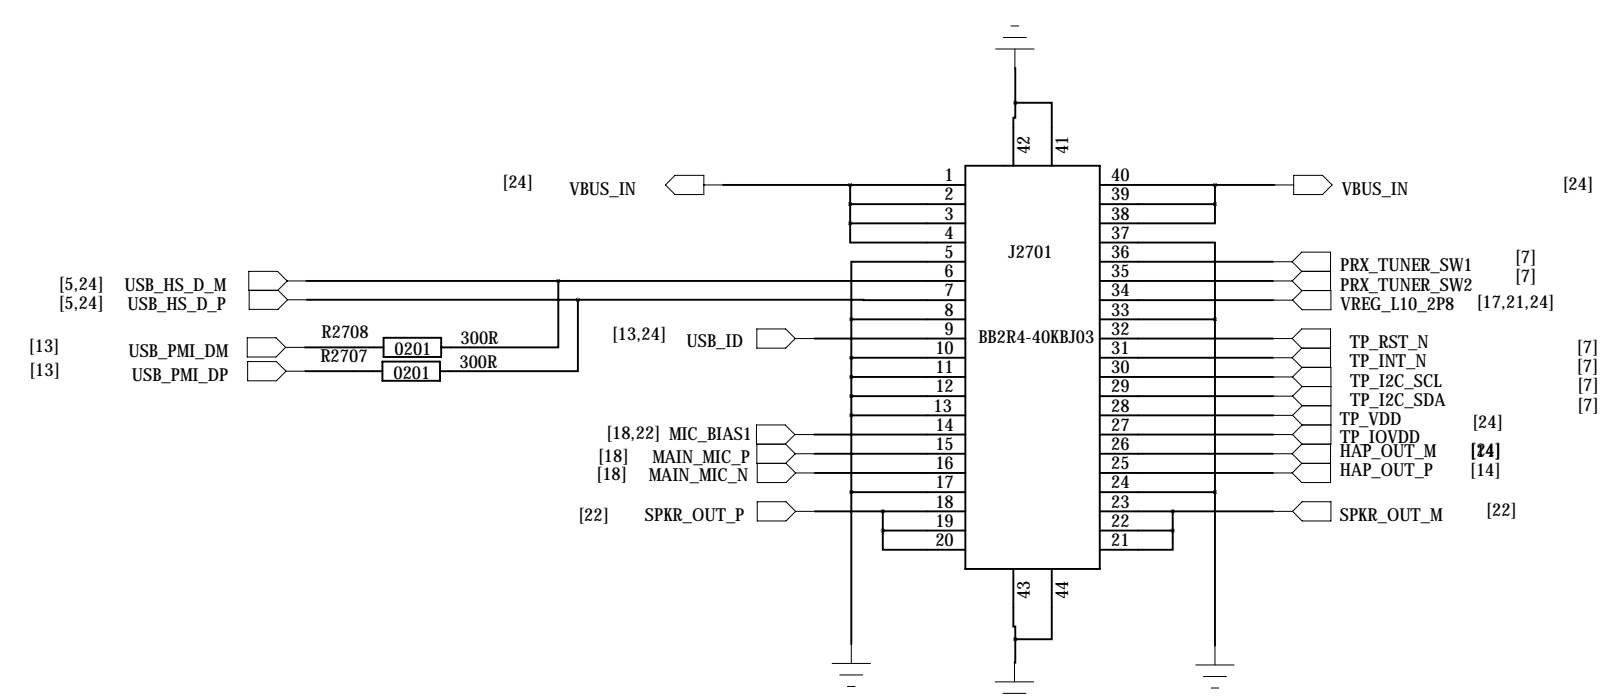 42
41
[24] VBUS_IN 1 40 VBUS_IN [24]
2 39
3 38
4 37
J2701
5 36 PRX_TUNER_SW1 [7]
[5,24] USB_HS_D_M 6 35 PRX_TUNER_SW2 [7]
[5,24] USB_HS_D_P 7 34 VREG_L10_2P8 [17,21,24]
8 33
[13,24] USB_ID 9 BB2R4-40KBJ03 32 TP_RST_N [7]
[13] USB_PMI_DM R2708 0201 300R
10 31 TP_INT_N [7]
[13] USB_PMI_DP R2707 0201 300R
11 30 TP_I2C_SCL [7]
12 29 TP_I2C_SDA [7]
13 28 TP_VDD [24]
[18,22] MIC_BIAS1 14 27 TP_IOVDD
[18] MAIN_MIC_P 15 26 HAP_OUT_M
[18] MAIN_MIC_N 16 25 HAP_OUT_P [14]
17 24
[22] SPKR_OUT_P 18 23 SPKR_OUT_M [22]
19 22
20 21
43
44